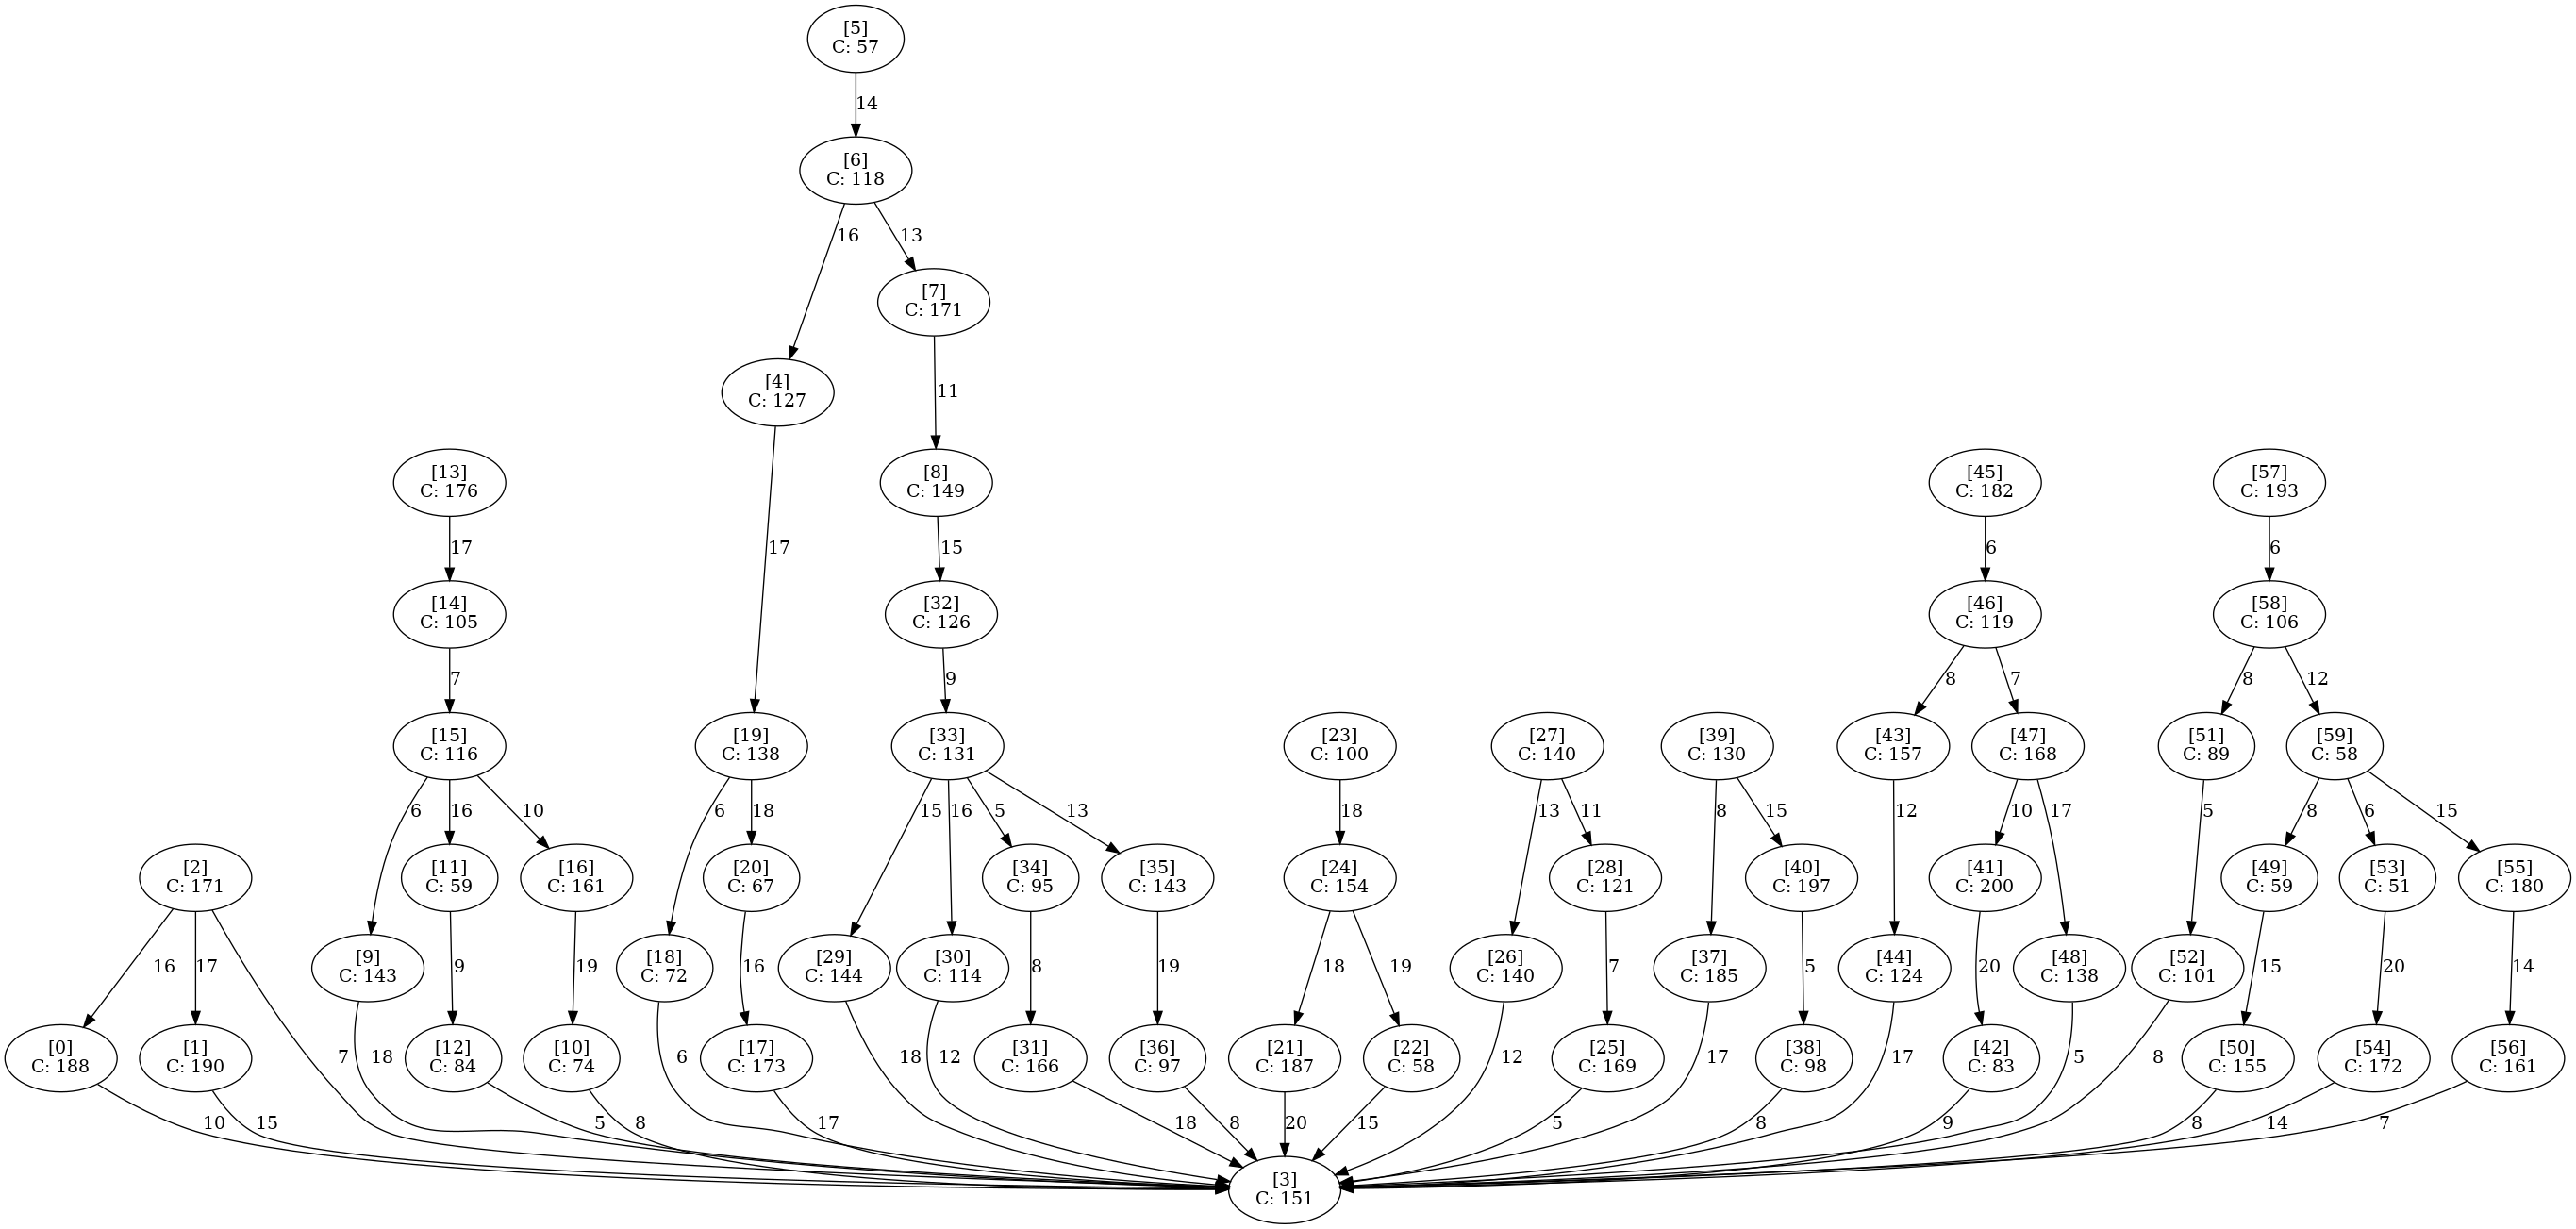 [5]
C: 57
14
[6]
C: 118
16
13
[7]
C: 171
[4]
C: 127
11
[13]
C: 176
[8]
C: 149
[45]
C: 182
[57]
C: 193
17
17
15
6
6
[14]
C: 105
[32]
C: 126
[46]
C: 119
[58]
C: 106
7
9
8
7
8
12
[15]
C: 116
[19]
C: 138
[33]
C: 131
[23]
C: 100
[27]
C: 140
[39]
C: 130
[43]
C: 157
[47]
C: 168
[51]
C: 89
[59]
C: 58
6
16
10
6
18
15
16
5
13
18
13
11
8
15
12
10
17
5
8
6
15
[2]
C: 171
[11]
C: 59
[16]
C: 161
[20]
C: 67
[34]
C: 95
[35]
C: 143
[24]
C: 154
[28]
C: 121
[40]
C: 197
[41]
C: 200
[49]
C: 59
[53]
C: 51
[55]
C: 180
16
17
9
19
16
8
19
18
19
7
5
20
15
20
14
[9]
C: 143
[18]
C: 72
[29]
C: 144
[30]
C: 114
[26]
C: 140
[37]
C: 185
[44]
C: 124
[48]
C: 138
[52]
C: 101
[0]
C: 188
[1]
C: 190
7
18
[12]
C: 84
[10]
C: 74
6
[17]
C: 173
18
12
[31]
C: 166
[36]
C: 97
[21]
C: 187
[22]
C: 58
12
[25]
C: 169
17
[38]
C: 98
17
[42]
C: 83
5
8
[50]
C: 155
[54]
C: 172
[56]
C: 161
10
15
5
8
17
18
8
20
15
5
8
9
8
14
7
[3]
C: 151